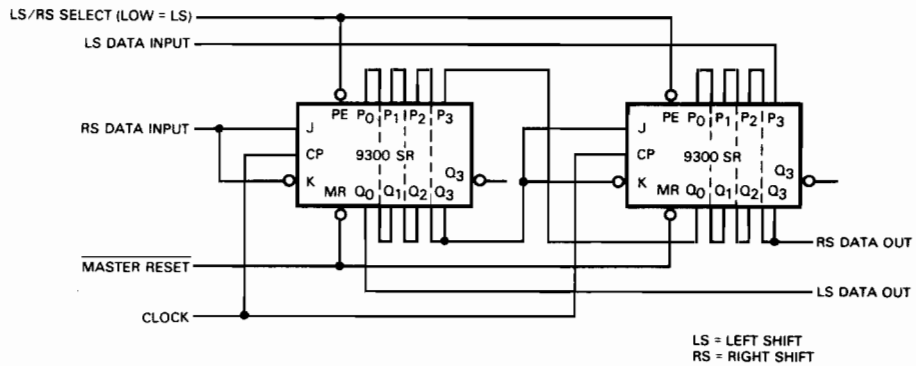 LS/RS SELECT (LOW = LS)
LS DATA INPUT
RS DATA INPUT
PE P0 P1 P2 P3
J
CP 9300 SR
K
Q3
MR Q0 Q1 Q2 Q3
PE P0 P1 P2 P3
J
CP 9300 SR
K
Q3
MR Q0 Q1 Q2 Q3
MASTER RESET
CLOCK
RS DATA OUT
LS DATA OUT
LS = LEFT SHIFT
RS = RIGHT SHIFT